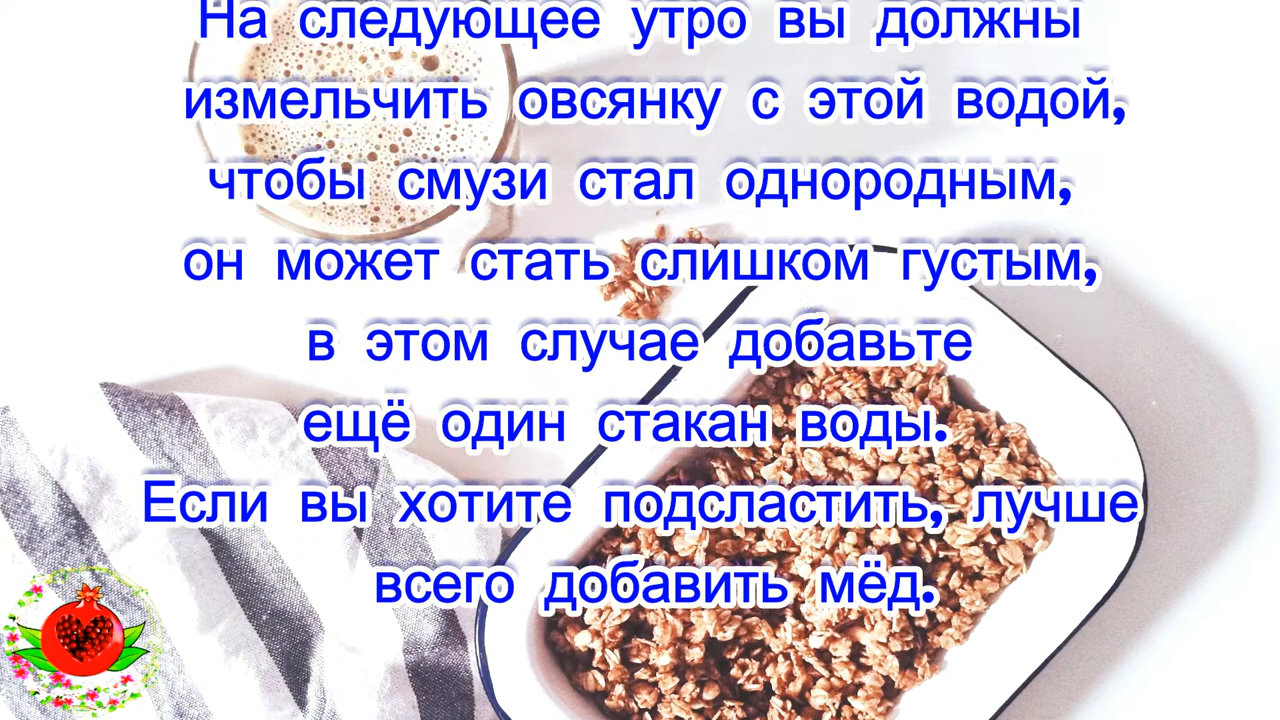 На следующее утро вы должны
измельчить овсянку с этой водой,
чтобы смузи стал однородным,
он может стать слишком густым,
в этом случае добавьте
ещё один стакан воды.
Если вы хотите подсластить, лучше
всего добавить мёд.